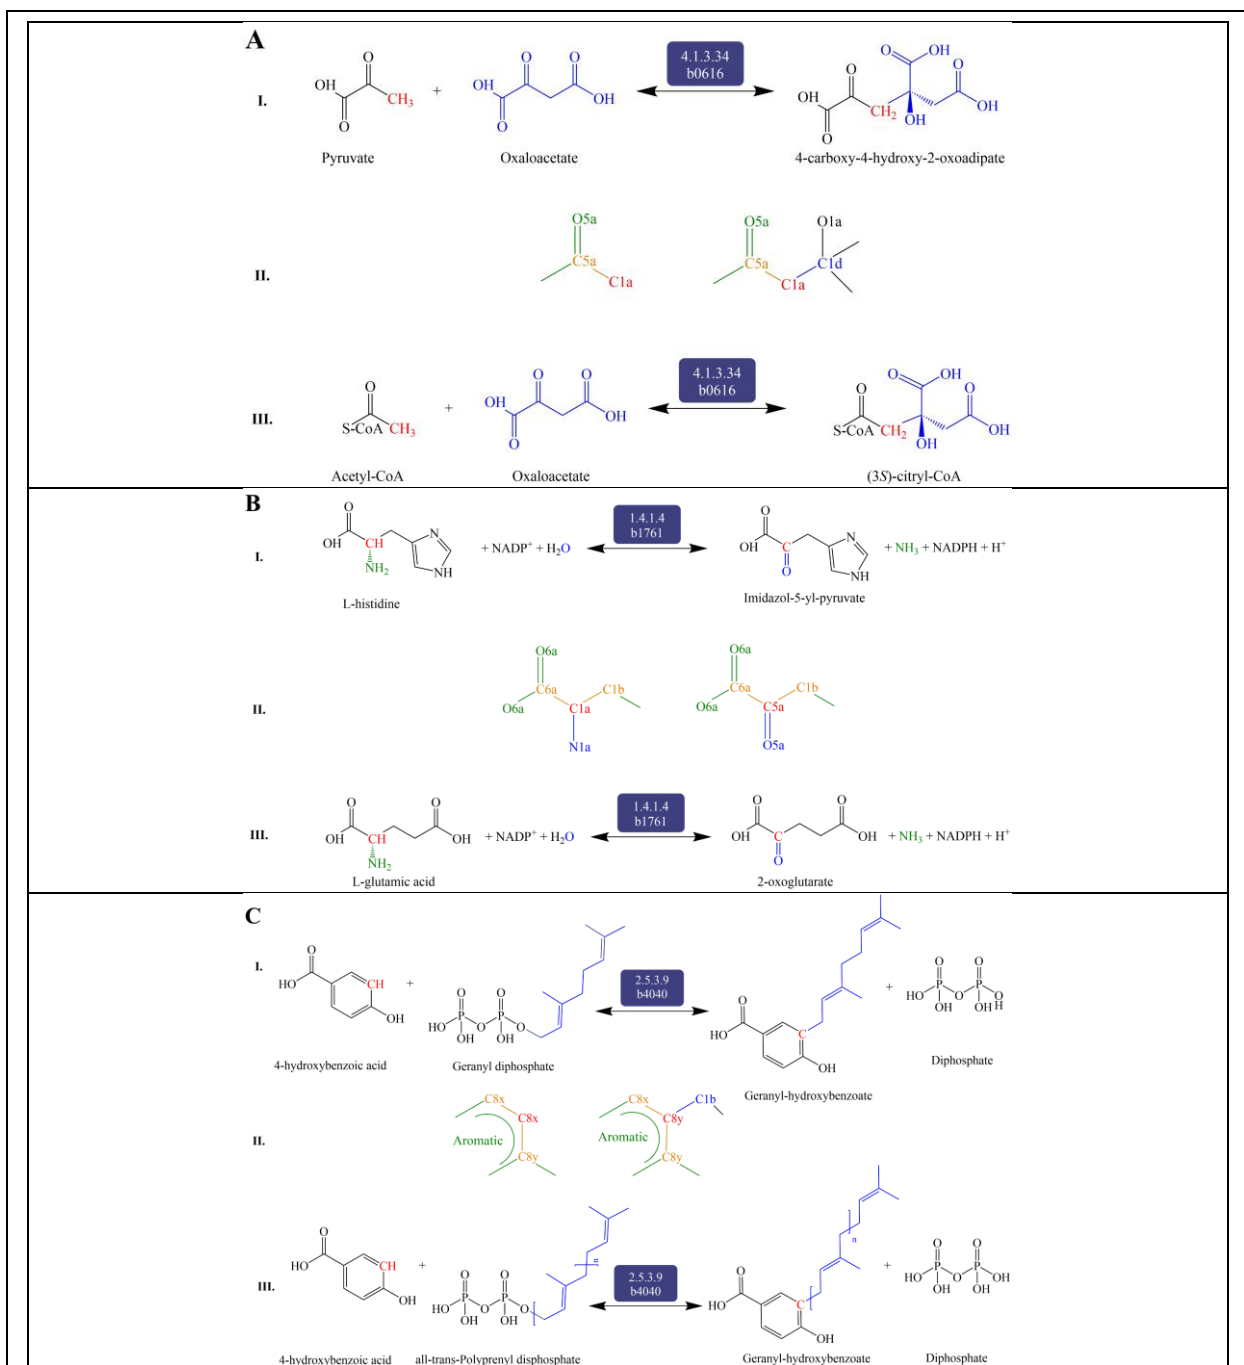 A
I.
O
OH
CH3
O
Pyruvate
+
O
O
OH
OH
O
Oxaloacetate
4.1.3.34
b0616
O
OH
O
O
OH
OH
CH2
OH
O
4-carboxy-4-hydroxy-2-oxoadipate
II.
O5a
C5a
C1a
O5a
O1a
C5a
C1d
C1a
III.
O
S-CoA
CH3
Acetyl-CoA
+
O
O
OH
OH
O
Oxaloacetate
4.1.3.34
b0616
O
OH
O
O
S-CoA
CH2
OH
OH
(3S)-citryl-CoA
B
I.
O
OH
CH
NH2
N
NH
L-histidine
+ NADP+ + H2O
1.4.1.4
b1761
O
OH
C
O
N
NH
Imidazol-5-yl-pyruvate
+ NH3 + NADPH + H+
II.
O6a
C6a
C1b
O6a
C1a
N1a
O6a
C6a
C1b
O6a
C5a
O5a
III.
O
O
OH
CH
OH
NH2
L-glutamic acid
+ NADP+ + H2O
1.4.1.4
b1761
O
O
OH
C
OH
O
2-oxoglutarate
+ NH3 + NADPH + H+
C
I.
O
HO
CH
OH
4-hydroxybenzoic acid
+
O
O
HO
P
O
P
O
OH
OH
Geranyl diphosphate
2.5.3.9
b4040
O
HO
C
OH
Geranyl-hydroxybenzoate
+
O
O
HO
P
O
P
OH
OH
OH
Diphosphate
II.
C8x
C8x
Aromatic
C8y
C8x
C1b
C8y
Aromatic
C8y
III.
O
HO
CH
OH
4-hydroxybenzoic acid
+
O
O
HO
P
O
P
O
OH
OH
n
all-trans-Polyprenyl disphosphate
2.5.3.9
b4040
O
HO
C
OH
n
Geranyl-hydroxybenzoate
+
O
O
HO
P
O
P
OH
OH
OH
Diphosphate